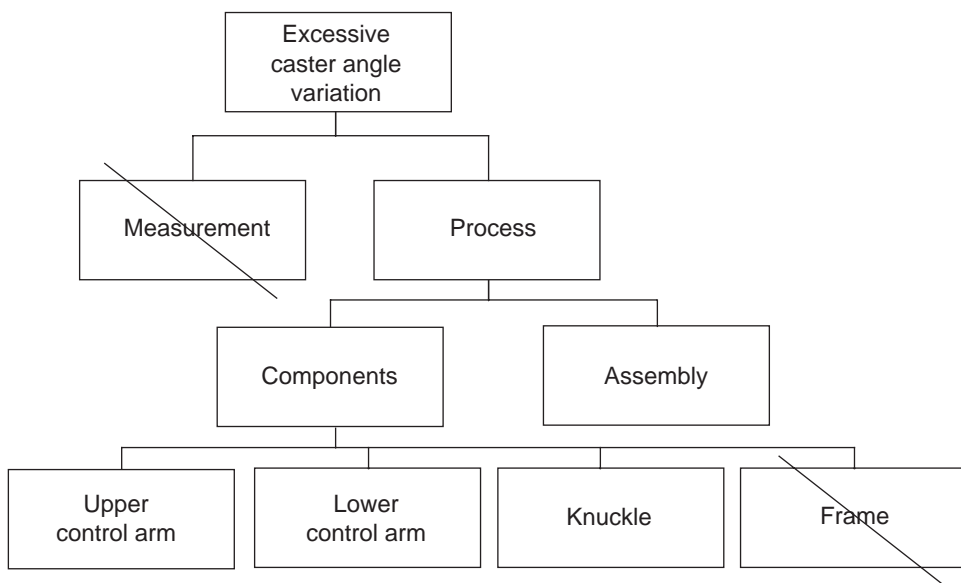 Excessive
caster angle
variation
Measurement
Process
Components
Assembly
Upper
control arm
Lower
control arm
Knuckle
Frame